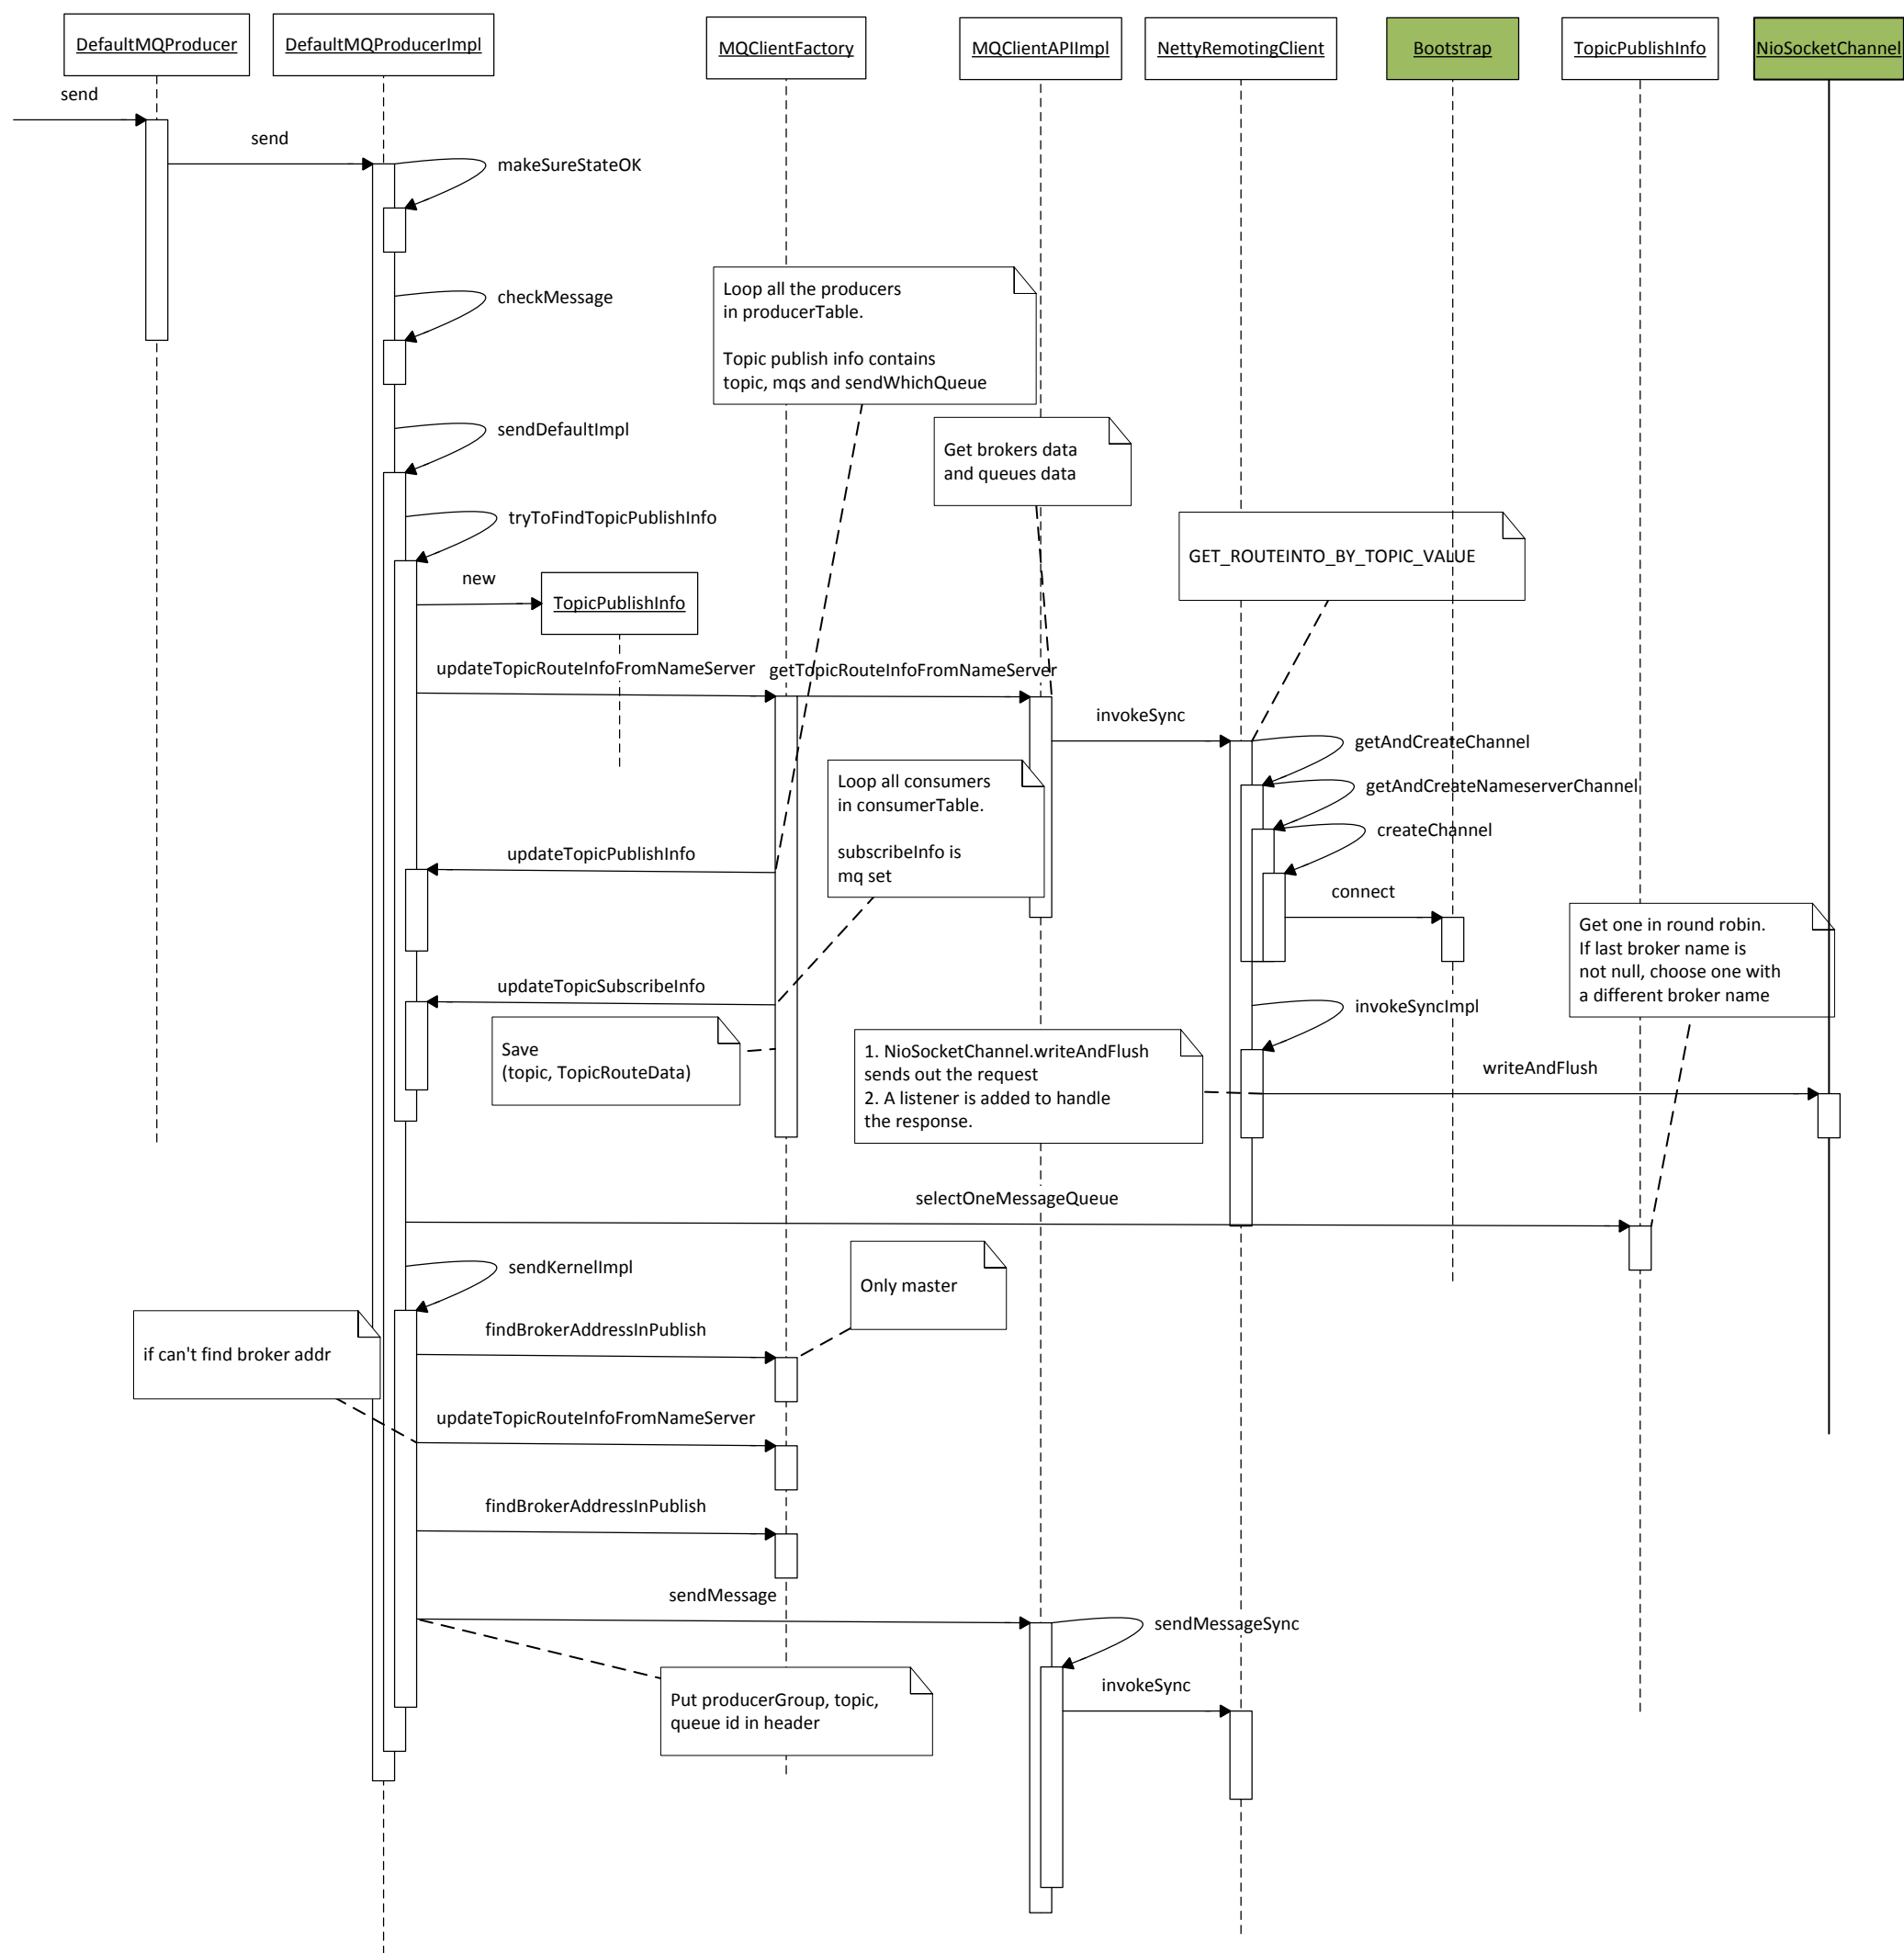 DefaultMQProducer
DefaultMQProducerImpl
MQClientFactory
MQClientAPIImpl
NettyRemotingClient
Bootstrap
TopicPublishInfo
NioSocketChannel
send
send
makeSureStateOK
checkMessage
Loop all the producers
in producerTable.
Topic publish info contains
topic, mqs and sendWhichQueue
sendDefaultImpl
Get brokers data
and queues data
tryToFindTopicPublishInfo
GET_ROUTEINTO_BY_TOPIC_VALUE
new
TopicPublishInfo
updateTopicRouteInfoFromNameServer
getTopicRouteInfoFromNameServer
invokeSync
getAndCreateChannel
Loop all consumers
in consumerTable.
subscribeInfo is
mq set
getAndCreateNameserverChannel
createChannel
updateTopicPublishInfo
connect
Get one in round robin.
If last broker name is
not null, choose one with
a different broker name
updateTopicSubscribeInfo
invokeSyncImpl
Save
(topic, TopicRouteData)
1. NioSocketChannel.writeAndFlush
sends out the request
2. A listener is added to handle
the response.
writeAndFlush
selectOneMessageQueue
sendKernelImpl
Only master
findBrokerAddressInPublish
if can't find broker addr
updateTopicRouteInfoFromNameServer
findBrokerAddressInPublish
sendMessage
sendMessageSync
Put producerGroup, topic,
queue id in header
invokeSync